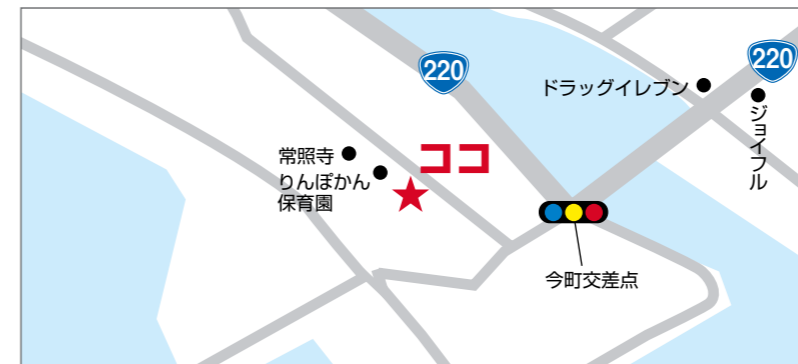 220
220
ドラッグイレブン
ジョイフル
常照寺
りんぽかん
保育園
ココ
今町交差点